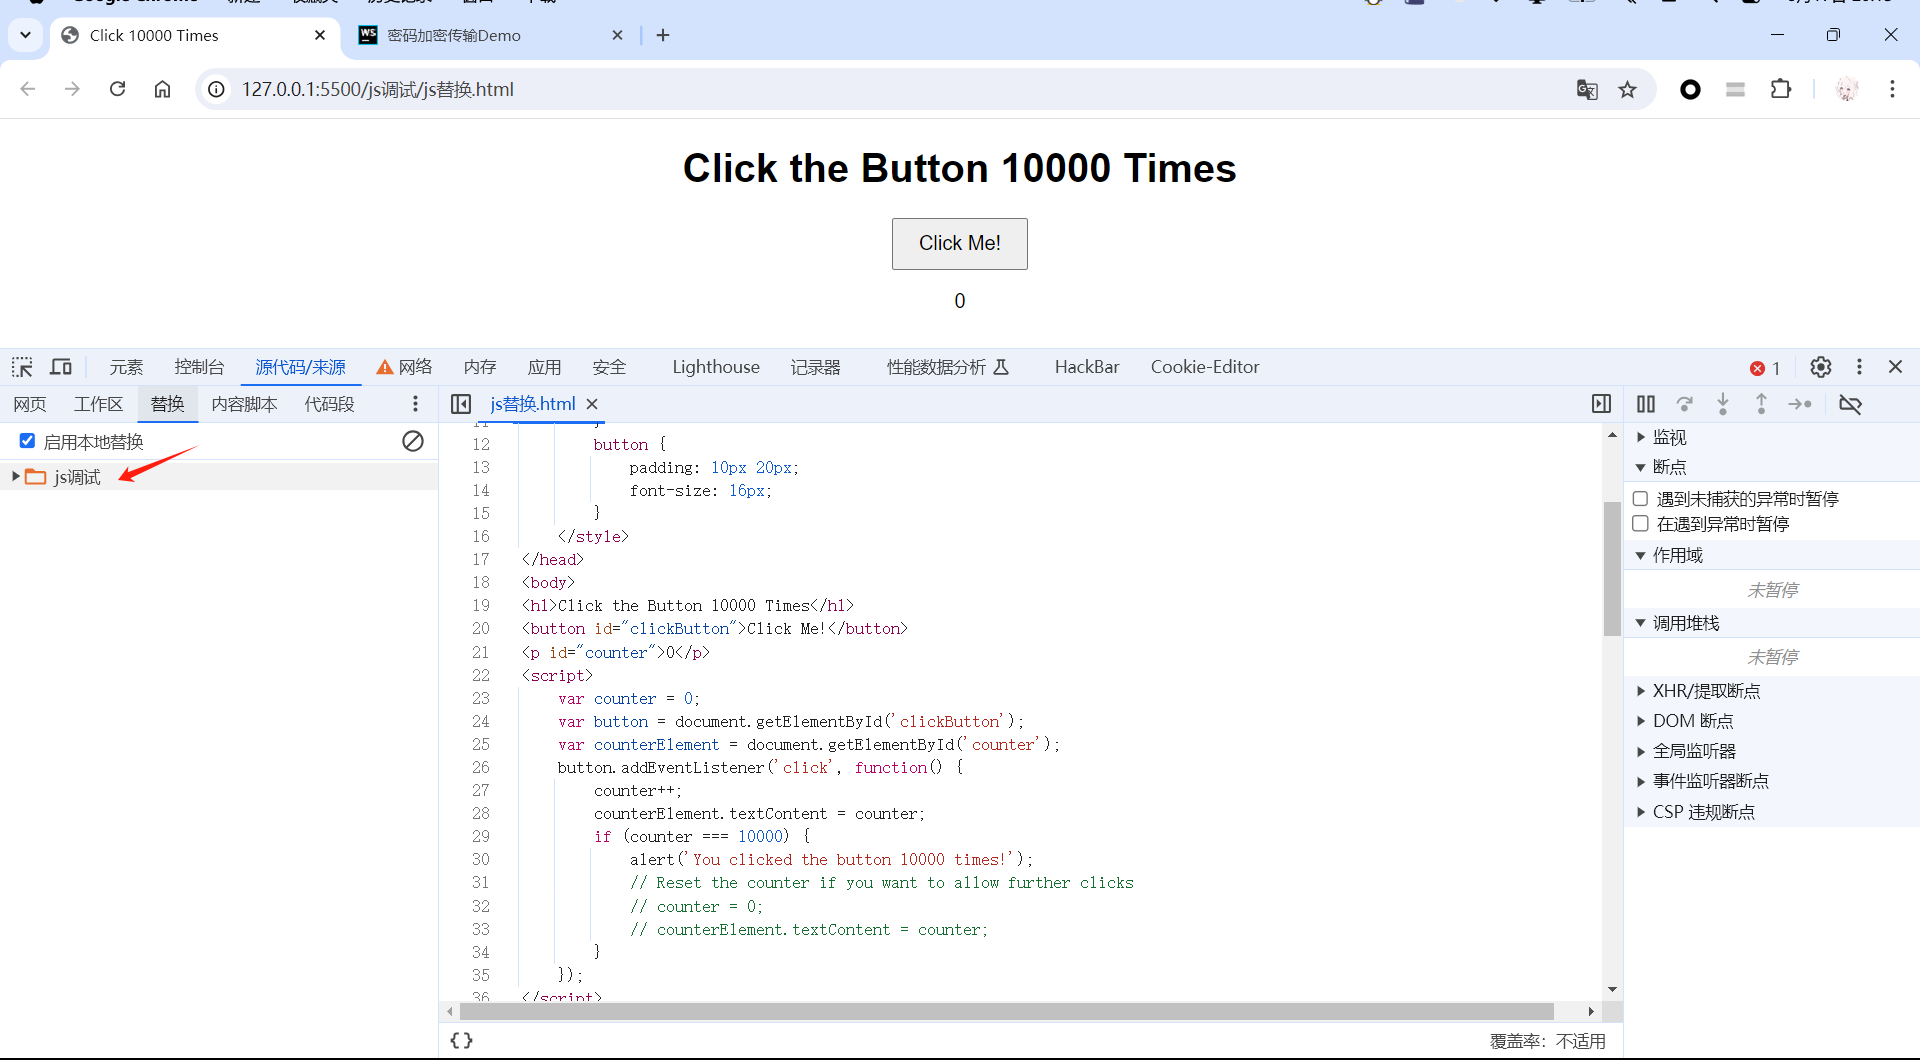 Click 10000 Times
密码加密传输Demo
127.0.0.1:5500/js调试/js替换.html
Click the Button 10000 Times
Click Me!
0
元素 控制台 源代码/来源 网络 内存 应用 安全 Lighthouse 记录器 性能数据分析 HackBar Cookie-Editor 1
网页 工作区 替换 内容脚本 代码段
js替换.html
启用本地替换
js调试
11 }
12 button {
13 padding: 10px 20px;
14 font-size: 16px;
15 }
16 </style>
17 </head>
18 <body>
19 <h1>Click the Button 10000 Times</h1>
20 <button id="clickButton">Click Me!</button>
21 <p id="counter">0</p>
22 <script>
23 var counter = 0;
24 var button = document.getElementById('clickButton');
25 var counterElement = document.getElementById('counter');
26 button.addEventListener('click', function() {
27 counter++;
28 counterElement.textContent = counter;
29 if (counter === 10000) {
30 alert('You clicked the button 10000 times!');
31 // Reset the counter if you want to allow further clicks
32 // counter = 0;
33 // counterElement.textContent = counter;
34 }
35 });
36 </script>
{}
覆盖率：不适用
监视
断点
遇到未捕获的异常时暂停
在遇到异常时暂停
作用域
未暂停
调用堆栈
未暂停
XHR/提取断点
DOM 断点
全局监听器
事件监听器断点
CSP 违规断点